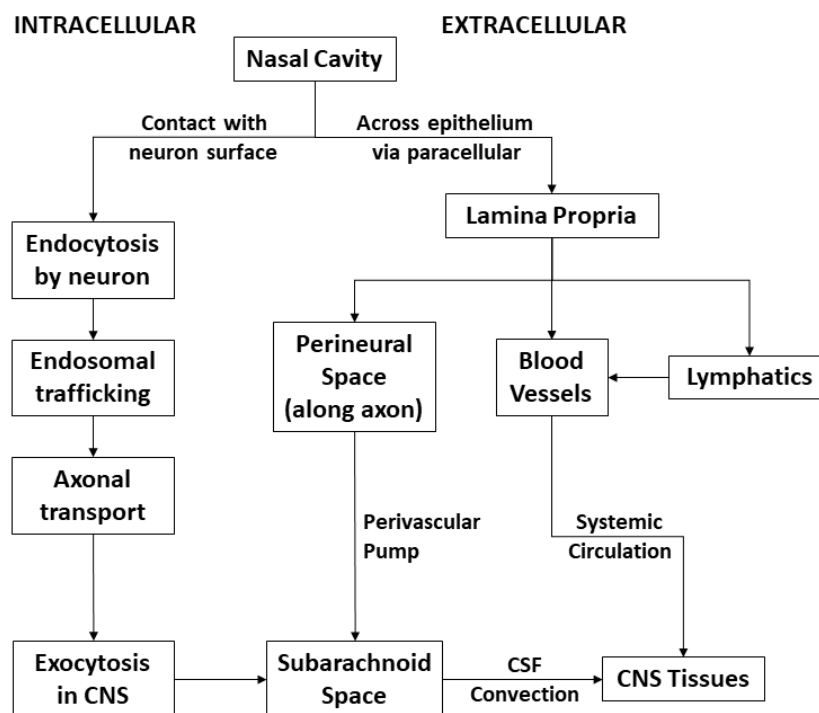 INTRACELLULAR
EXTRACELLULAR
Nasal Cavity
Contact with
neuron surface
Across epithelium
via paracellular
Lamina Propria
Endocytosis
by neuron
Endosomal
trafficking
Axonal
transport
Perineural
Space
(along axon)
Blood
Vessels
Lymphatics
Perivascular
Pump
Systemic
Circulation
Exocytosis
in CNS
Subarachnoid
Space
CSF
Convection
CNS Tissues